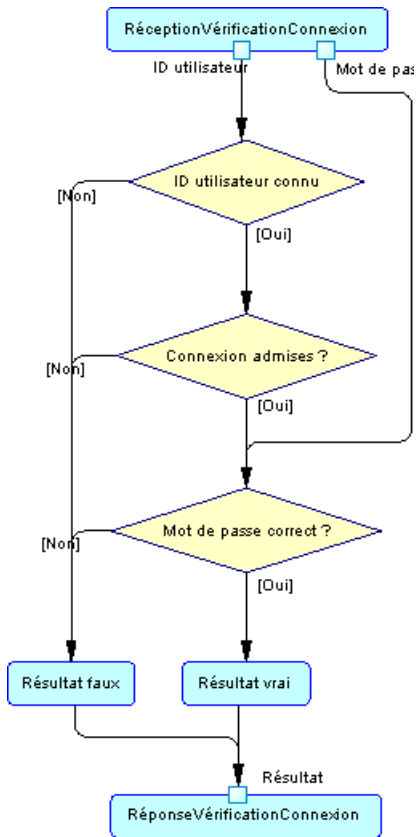 RéceptionVérificationConnexion
ID utilisateur
Mot de pas
ID utilisateur connu
[Non]
[Oui]
Connexion admises ?
[Non]
[Oui]
Mot de passe correct ?
[Non]
[Oui]
Résultat faux
Résultat vrai
Résultat
RéponseVérificationConnexion